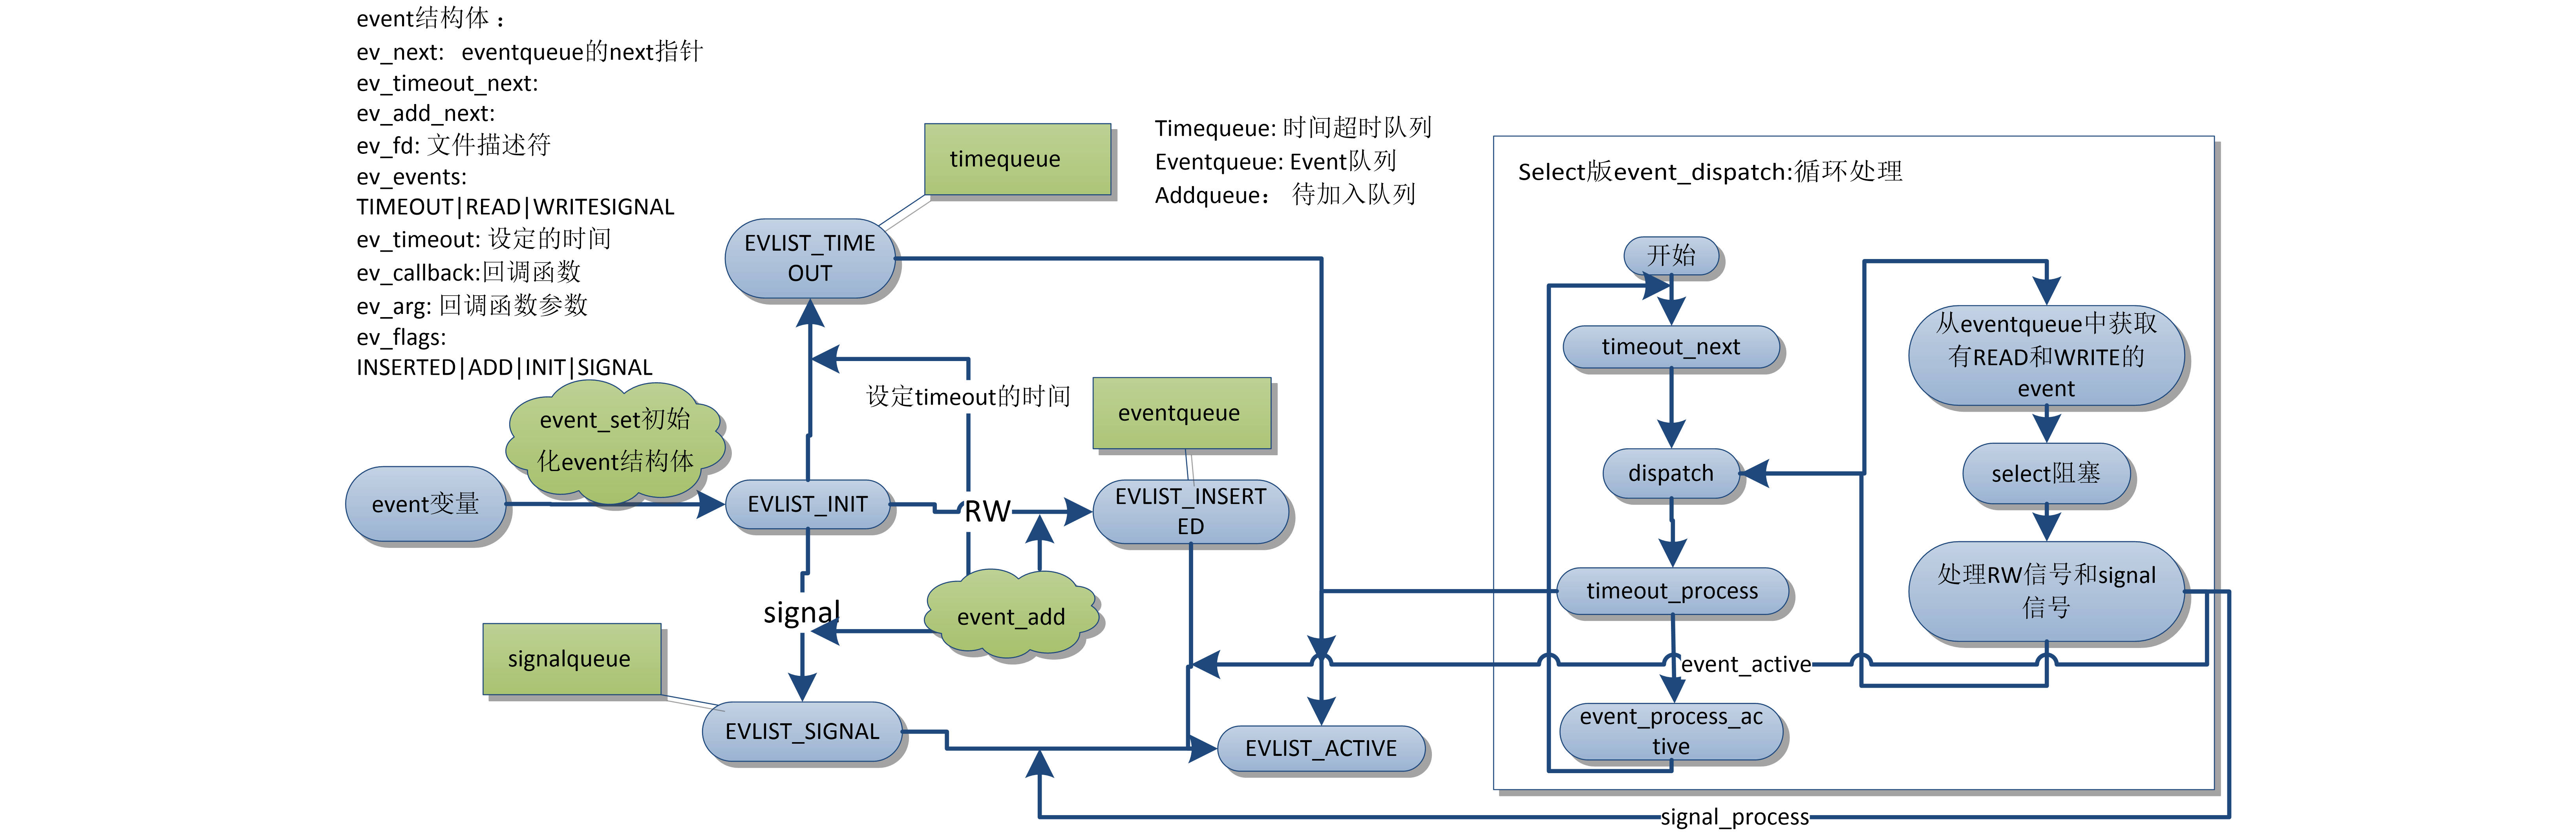 event结构体：
ev_next: eventqueue的next指针
ev_timeout_next:
ev_add_next:
ev_fd: 文件描述符
ev_events:
TIMEOUT|READ|WRITESIGNAL
ev_timeout: 设定的时间
ev_callback:回调函数
ev_arg: 回调函数参数
ev_flags:
INSERTED|ADD|INIT|SIGNAL
timequeue
Timequeue: 时间超时队列
Eventqueue: Event队列
Addqueue： 待加入队列
EVLIST_TIME
OUT
设定timeout的时间
eventqueue
event_set初始
化event结构体
event变量
EVLIST_INIT
RW
EVLIST_INSERT
ED
signal
event_add
signalqueue
EVLIST_SIGNAL
EVLIST_ACTIVE
Select版event_dispatch:循环处理
开始
timeout_next
dispatch
timeout_process
event_active
event_process_ac
tive
从eventqueue中获取
有READ和WRITE的
event
select阻塞
处理RW信号和signal
信号
signal_process